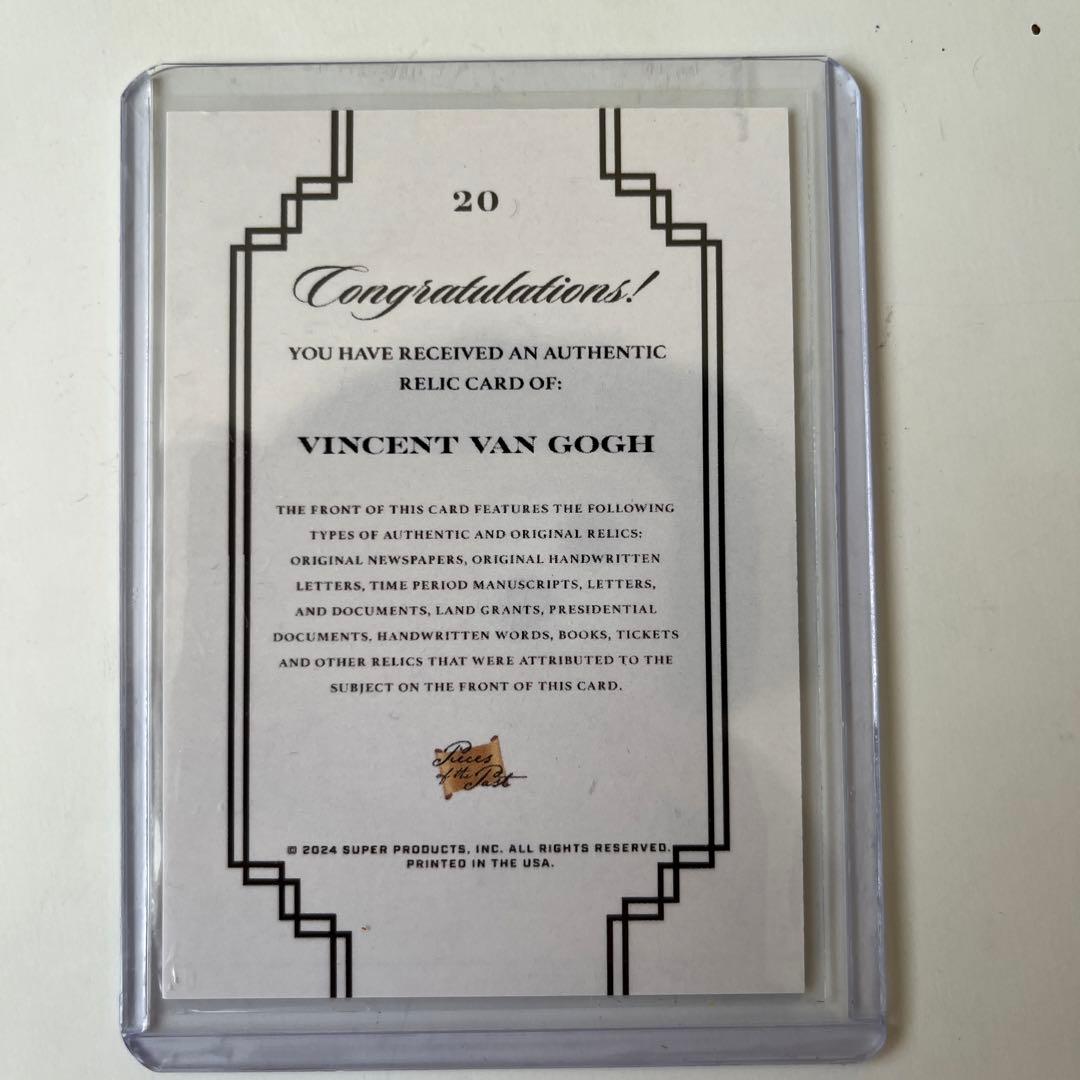 20
Congratulations!
YOU HAVE RECEIVED AN AUTHENTIC
RELIC CARD OF:
VINCENT VAN GOGH
THE FRONT OF THIS CARD FEATURES THE FOLLOWING
TYPES OF AUTHENTIC AND ORIGINAL RELICS:
ORIGINAL NEWSPAPERS, ORIGINAL HANDWRITTEN
LETTERS, TIME PERIOD MANUSCRIPTS, LETTERS,
AND DOCUMENTS, LAND GRANTS, PRESIDENTIAL
DOCUMENTS, HANDWRITTEN WORDS, BOOKS, TICKETS
AND OTHER RELICS THAT WERE ATTRIBUTED TO THE
SUBJECT ON THE FRONT OF THIS CARD.
Pieces
of the Past
© 2024 SUPER PRODUCTS, INC. ALL RIGHTS RESERVED.
PRINTED IN THE USA.